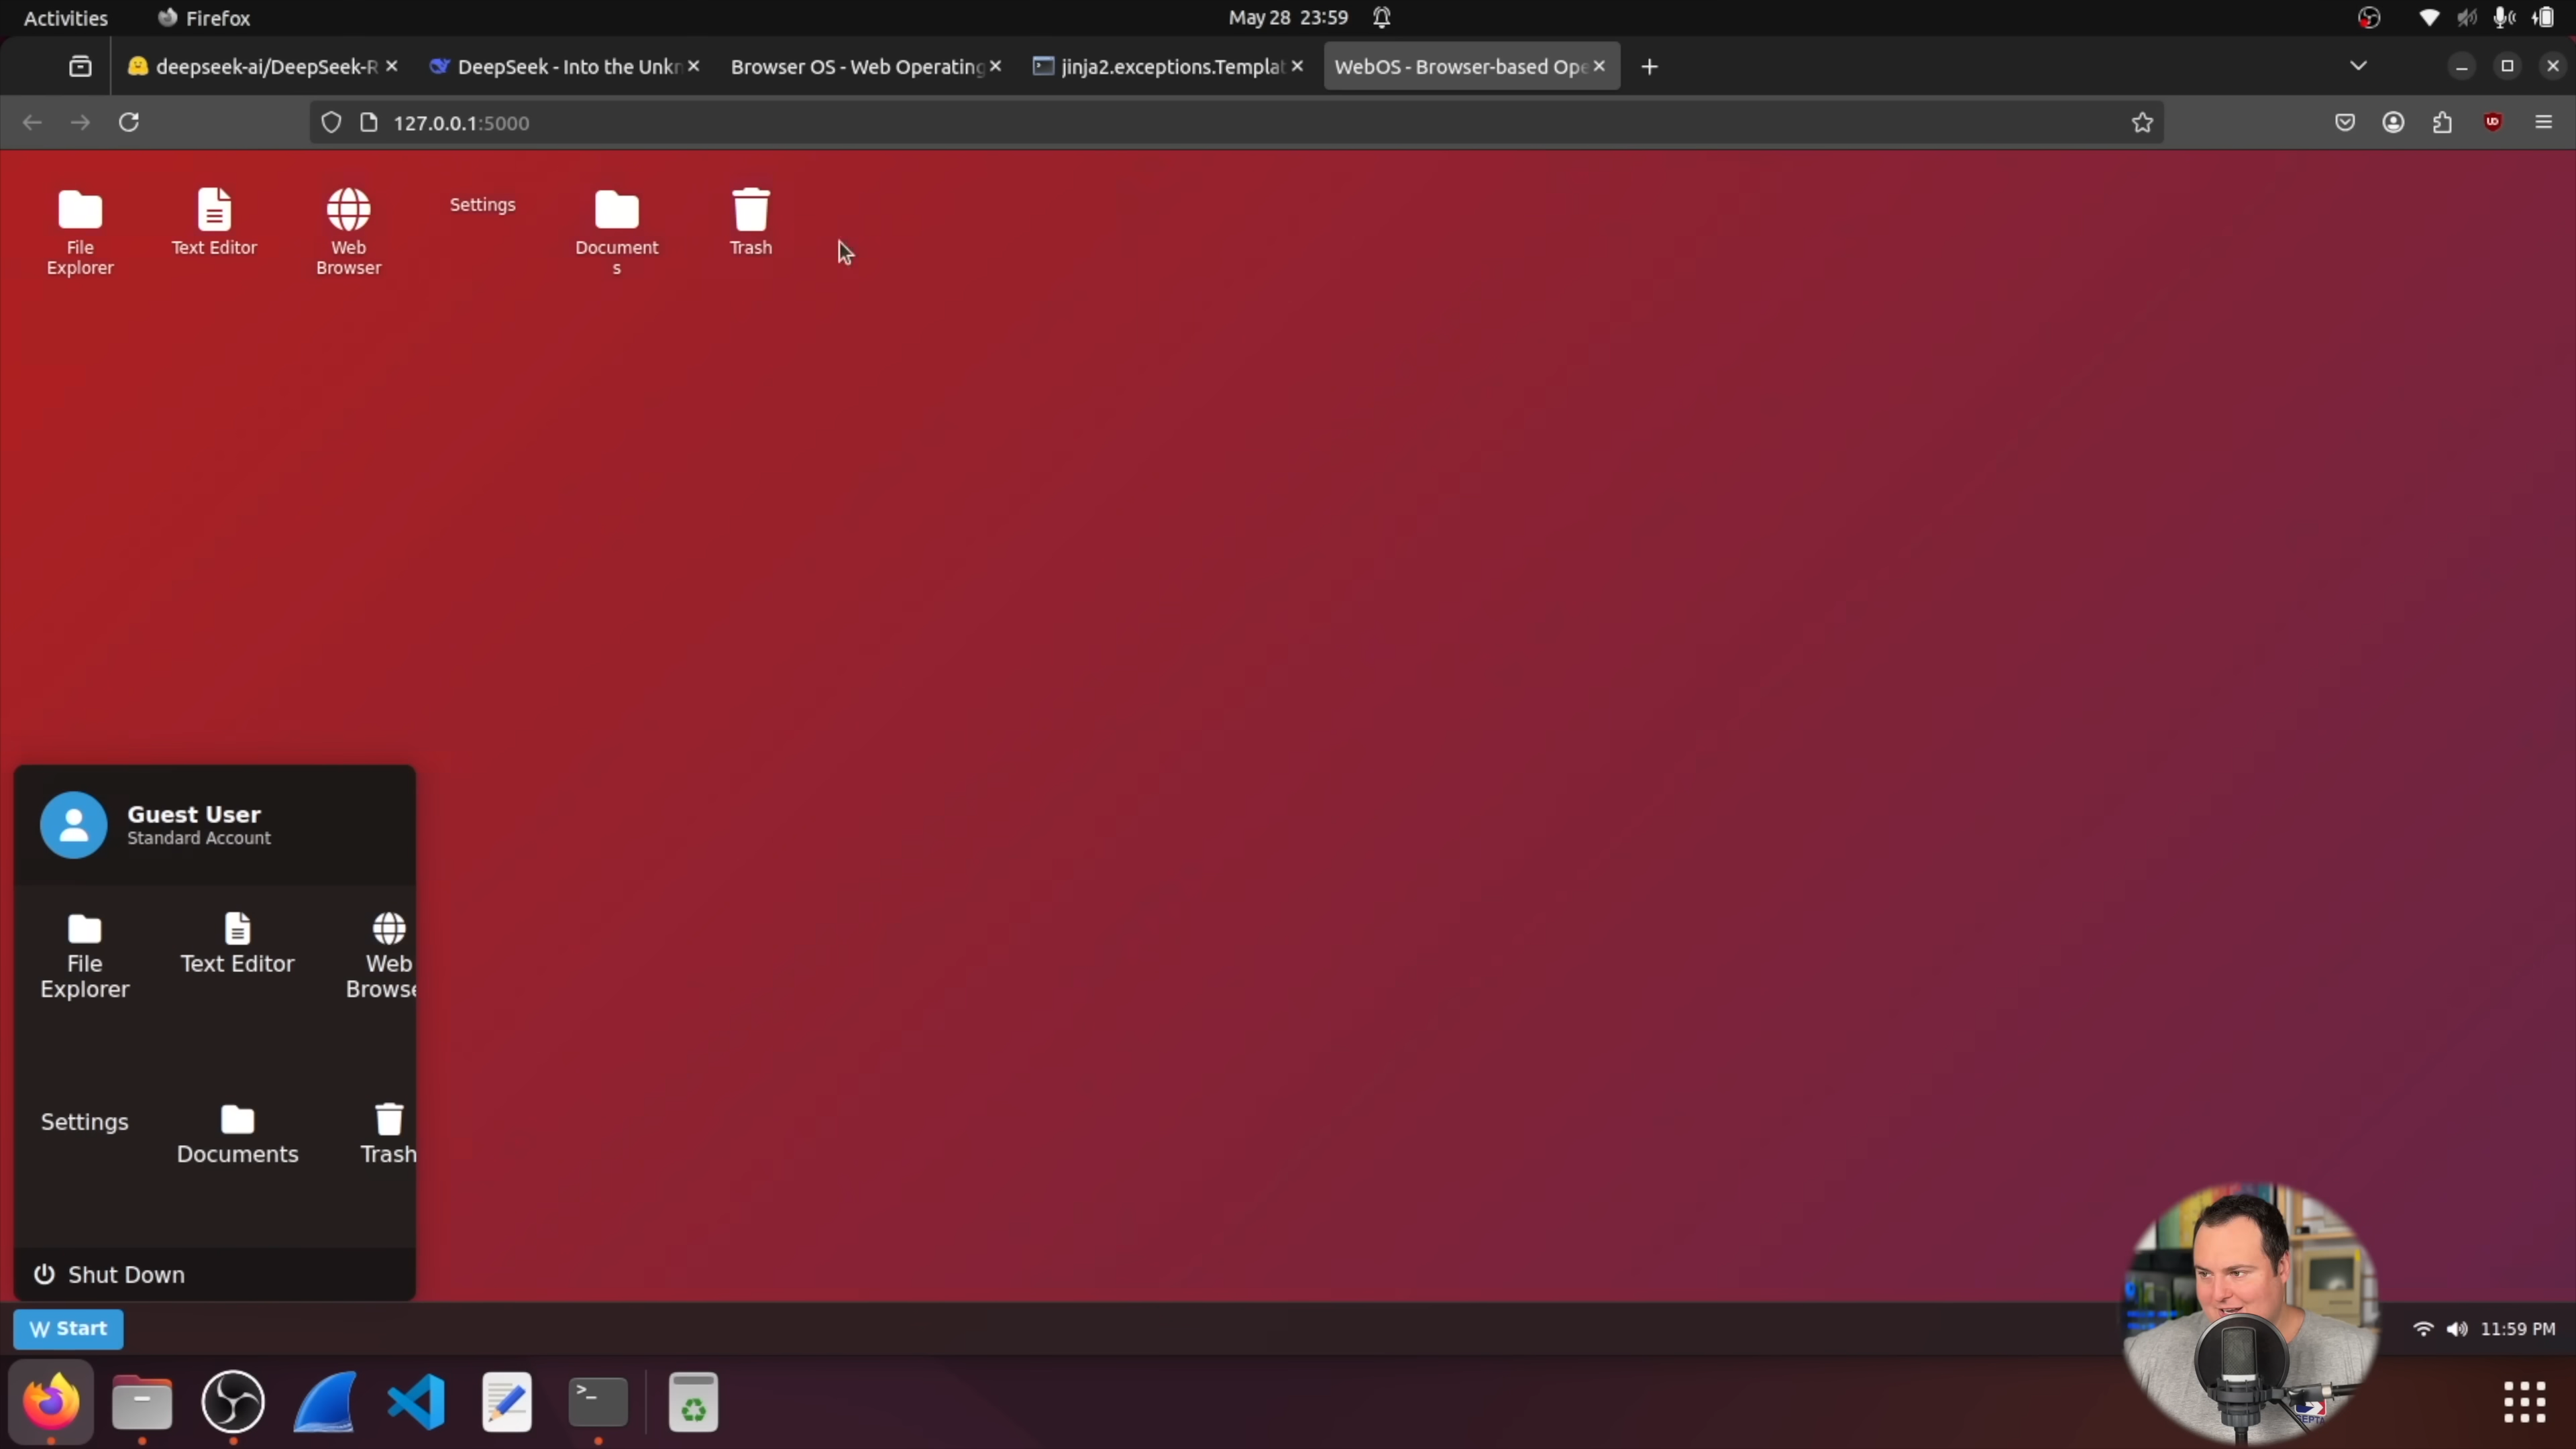 Activities
Firefox
May 28 23:59
deepseek-ai/DeepSeek-R
DeepSeek - Into the Unkn
Browser OS - Web Operating
jinja2.exceptions.Templat
WebOS - Browser-based Ope
127.0.0.1:5000
File
Explorer
Text Editor
Web
Browser
Settings
Document
s
Trash
Guest User
Standard Account
File
Explorer
Text Editor
Web
Browse
Settings
Documents
Trash
Shut Down
W Start
11:59 PM
>_
SEPTA